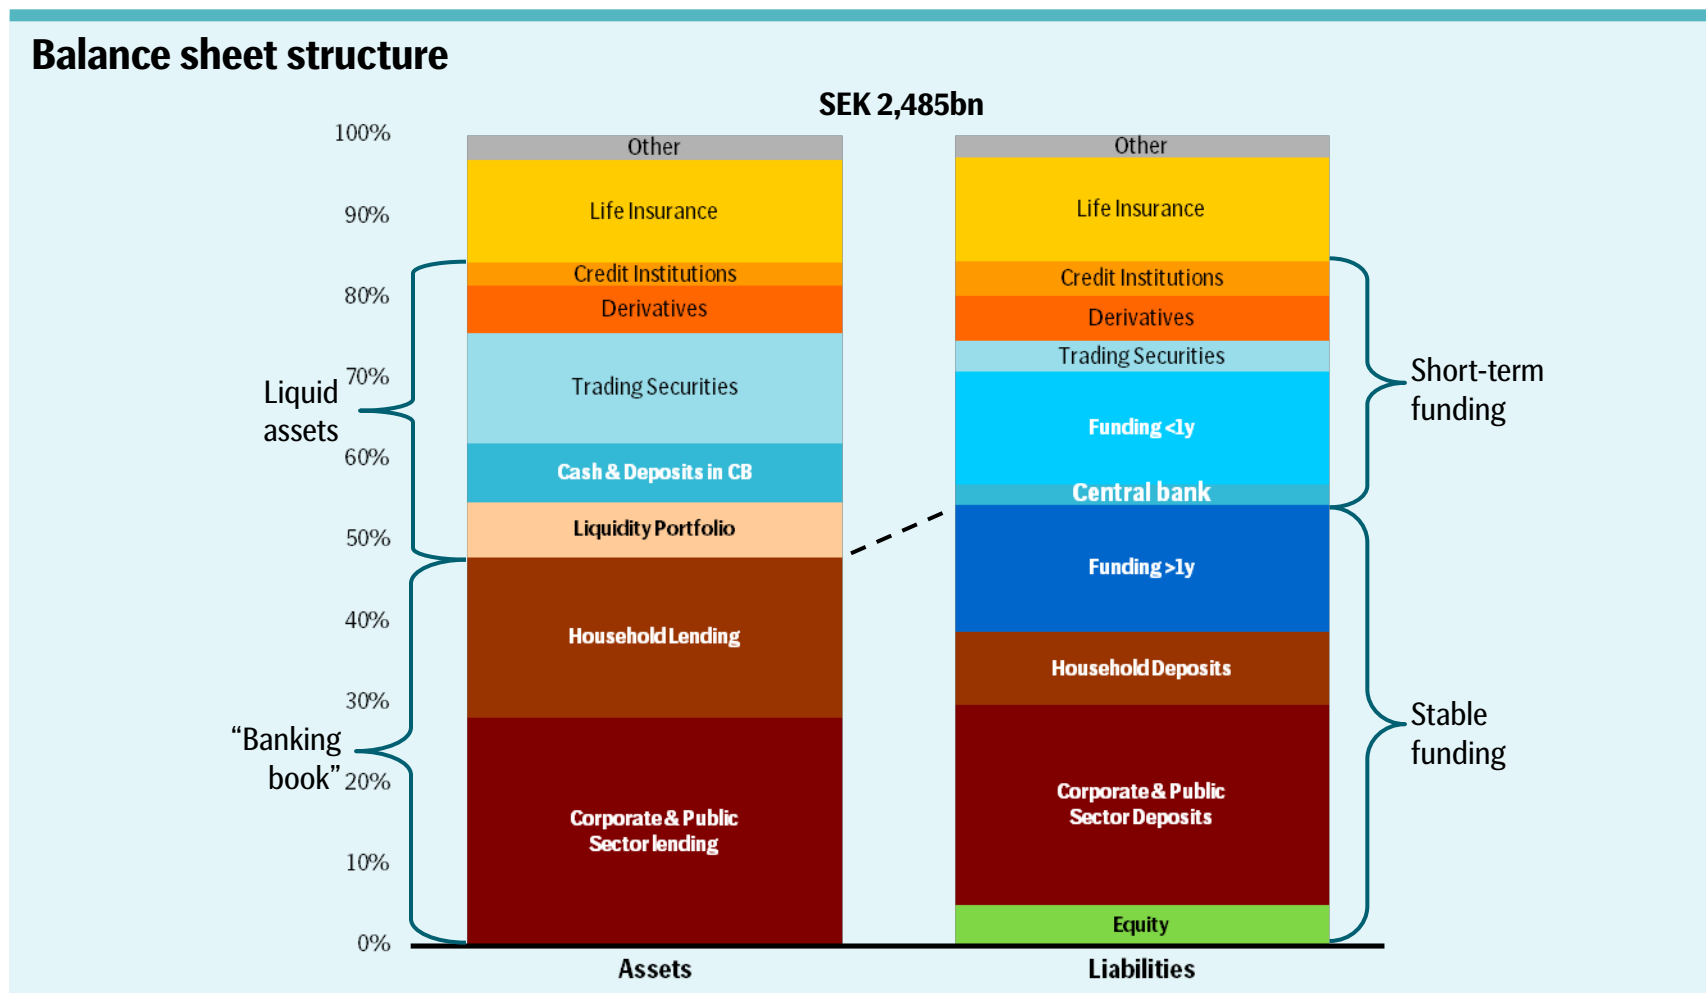 Balance sheet structure
SEK 2,485bn
100%
90%
80%
70%
60%
50%
40%
30%
20%
10%
0%
Liquid
assets
“Banking
book”
Other
Life Insurance
Credit Institutions
Derivatives
Trading Securities
Cash & Deposits in CB
Liquidity Portfolio
Household Lending
Corporate & Public
Sector lending
Assets
Other
Life Insurance
Credit Institutions
Derivatives
Trading Securities
Funding <1y
Central bank
Funding >1y
Household Deposits
Corporate & Public
Sector Deposits
Equity
Liabilities
Short-term
funding
Stable
funding